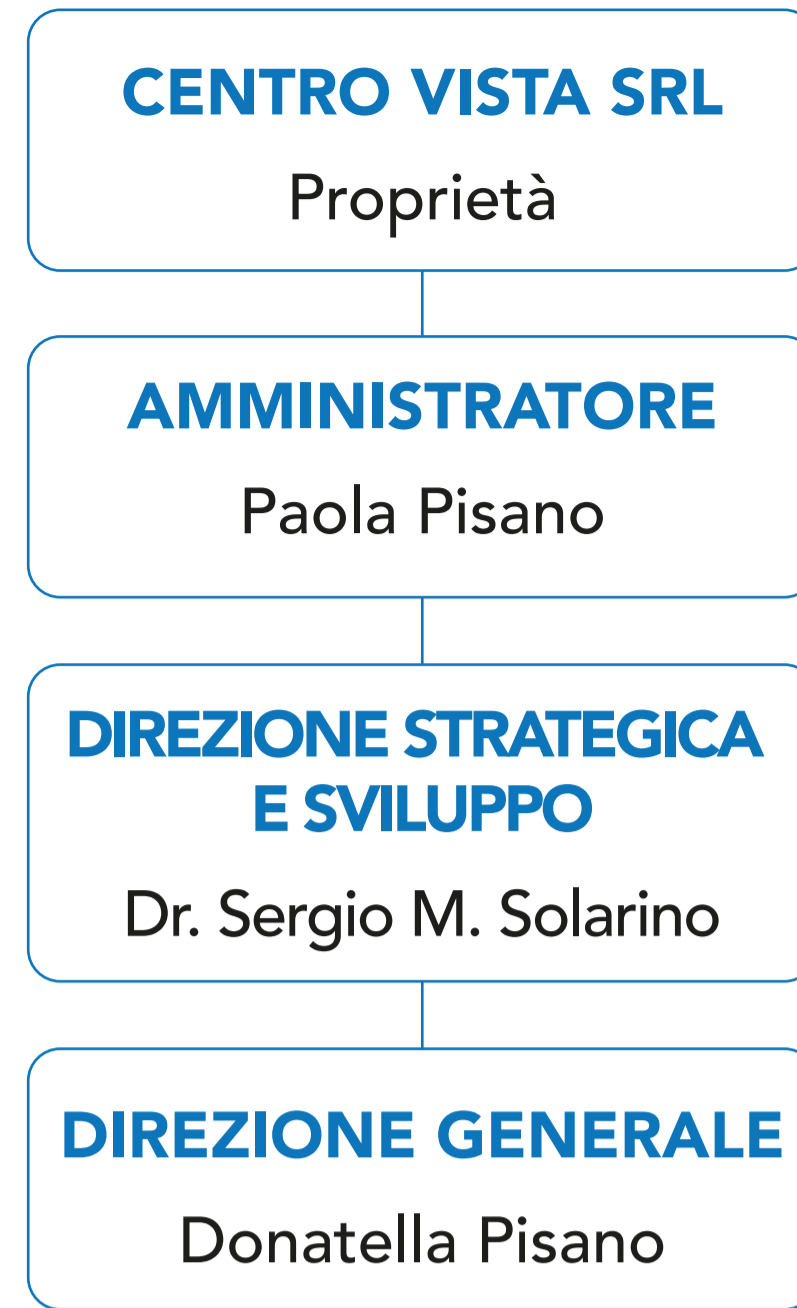 CENTRO VISTA SRL
Proprietà
AMMINISTRATORE
Paola Pisano
DIREZIONE STRATEGICA
E SVILUPPO
Dr. Sergio M. Solarino
DIREZIONE GENERALE
Donatella Pisano